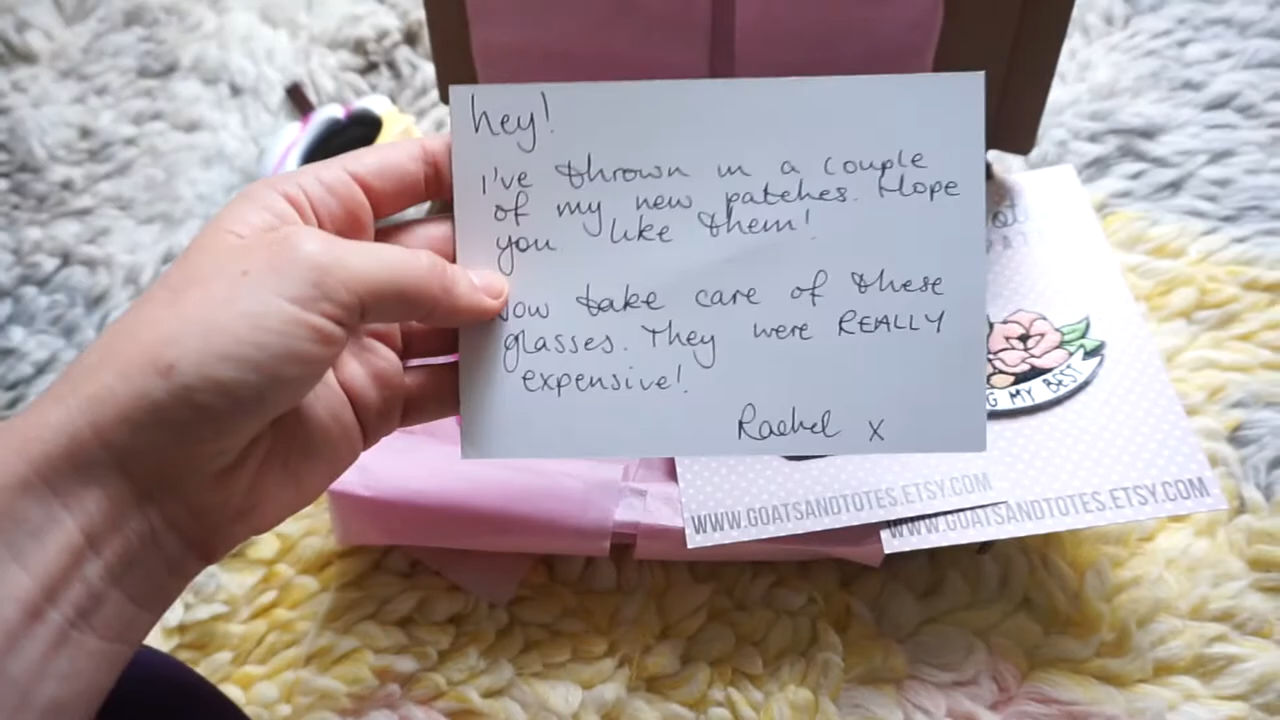 hey!
I've thrown in a couple
of my new patches. Hope
you like them!
Now take care of these
glasses. They were REALLY
expensive!
Rachel x
G MY BEST
WWW.GOATSANDTOTES.ETSY.COM
WWW.GOATSANDTOTES.ETSY.COM